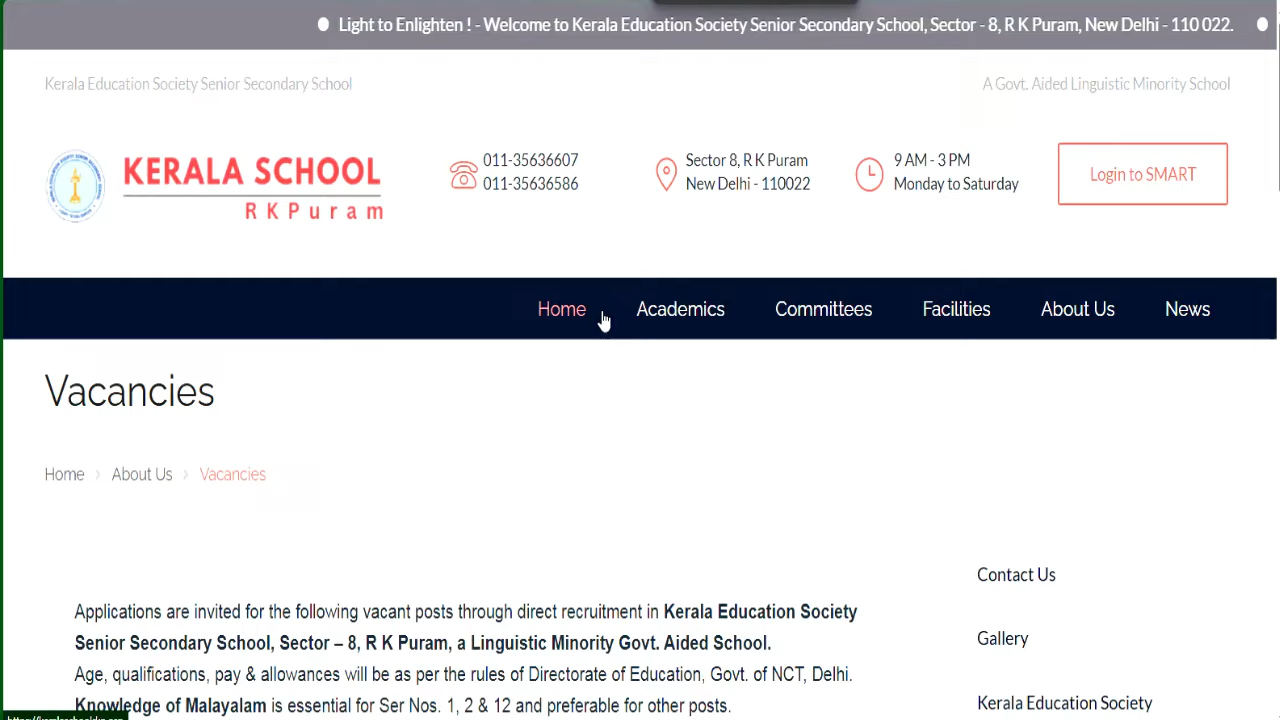 Light to Enlighten ! - Welcome to Kerala Education Society Senior Secondary School, Sector - 8, R K Puram, New Delhi - 110 022.
Kerala Education Society Senior Secondary School
A Govt. Aided Linguistic Minority School
KERALA SCHOOL
R K P u r a m
011-35636607
011-35636586
Sector 8, R K Puram
New Delhi - 110022
9 AM - 3 PM
Monday to Saturday
Login to SMART
Home
Academics
Committees
Facilities
About Us
News
Vacancies
Home › About Us › Vacancies
Applications are invited for the following vacant posts through direct recruitment in Kerala Education Society
Senior Secondary School, Sector – 8, R K Puram, a Linguistic Minority Govt. Aided School.
Age, qualifications, pay & allowances will be as per the rules of Directorate of Education, Govt. of NCT, Delhi.
Knowledge of Malayalam is essential for Ser Nos. 1, 2 & 12 and preferable for other posts.
Contact Us
Gallery
Kerala Education Society